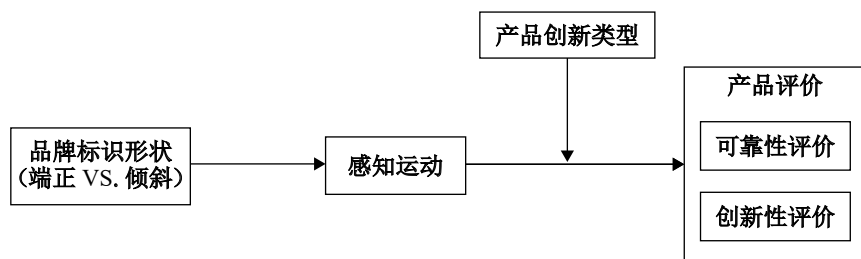 产品创新类型
产品评价
品牌标识形状
（端正 VS. 倾斜）
感知运动
可靠性评价
创新性评价